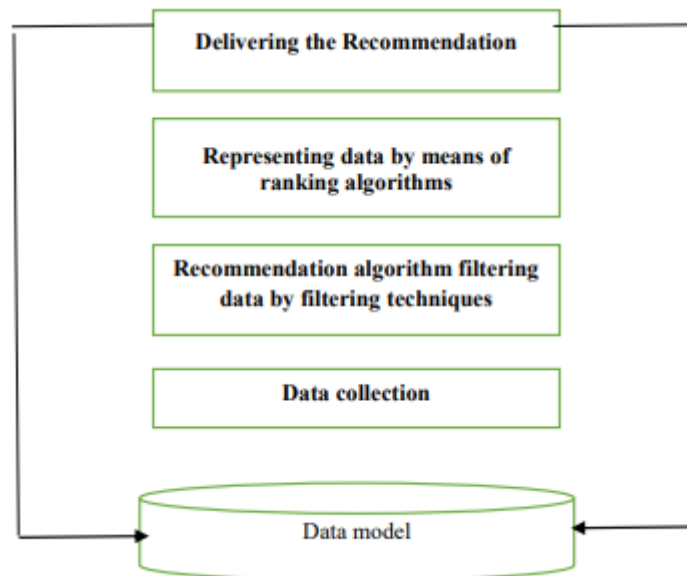 Delivering the Recommendation
Representing data by means of
ranking algorithms
Recommendation algorithm filtering
data by filtering techniques
Data collection
Data model